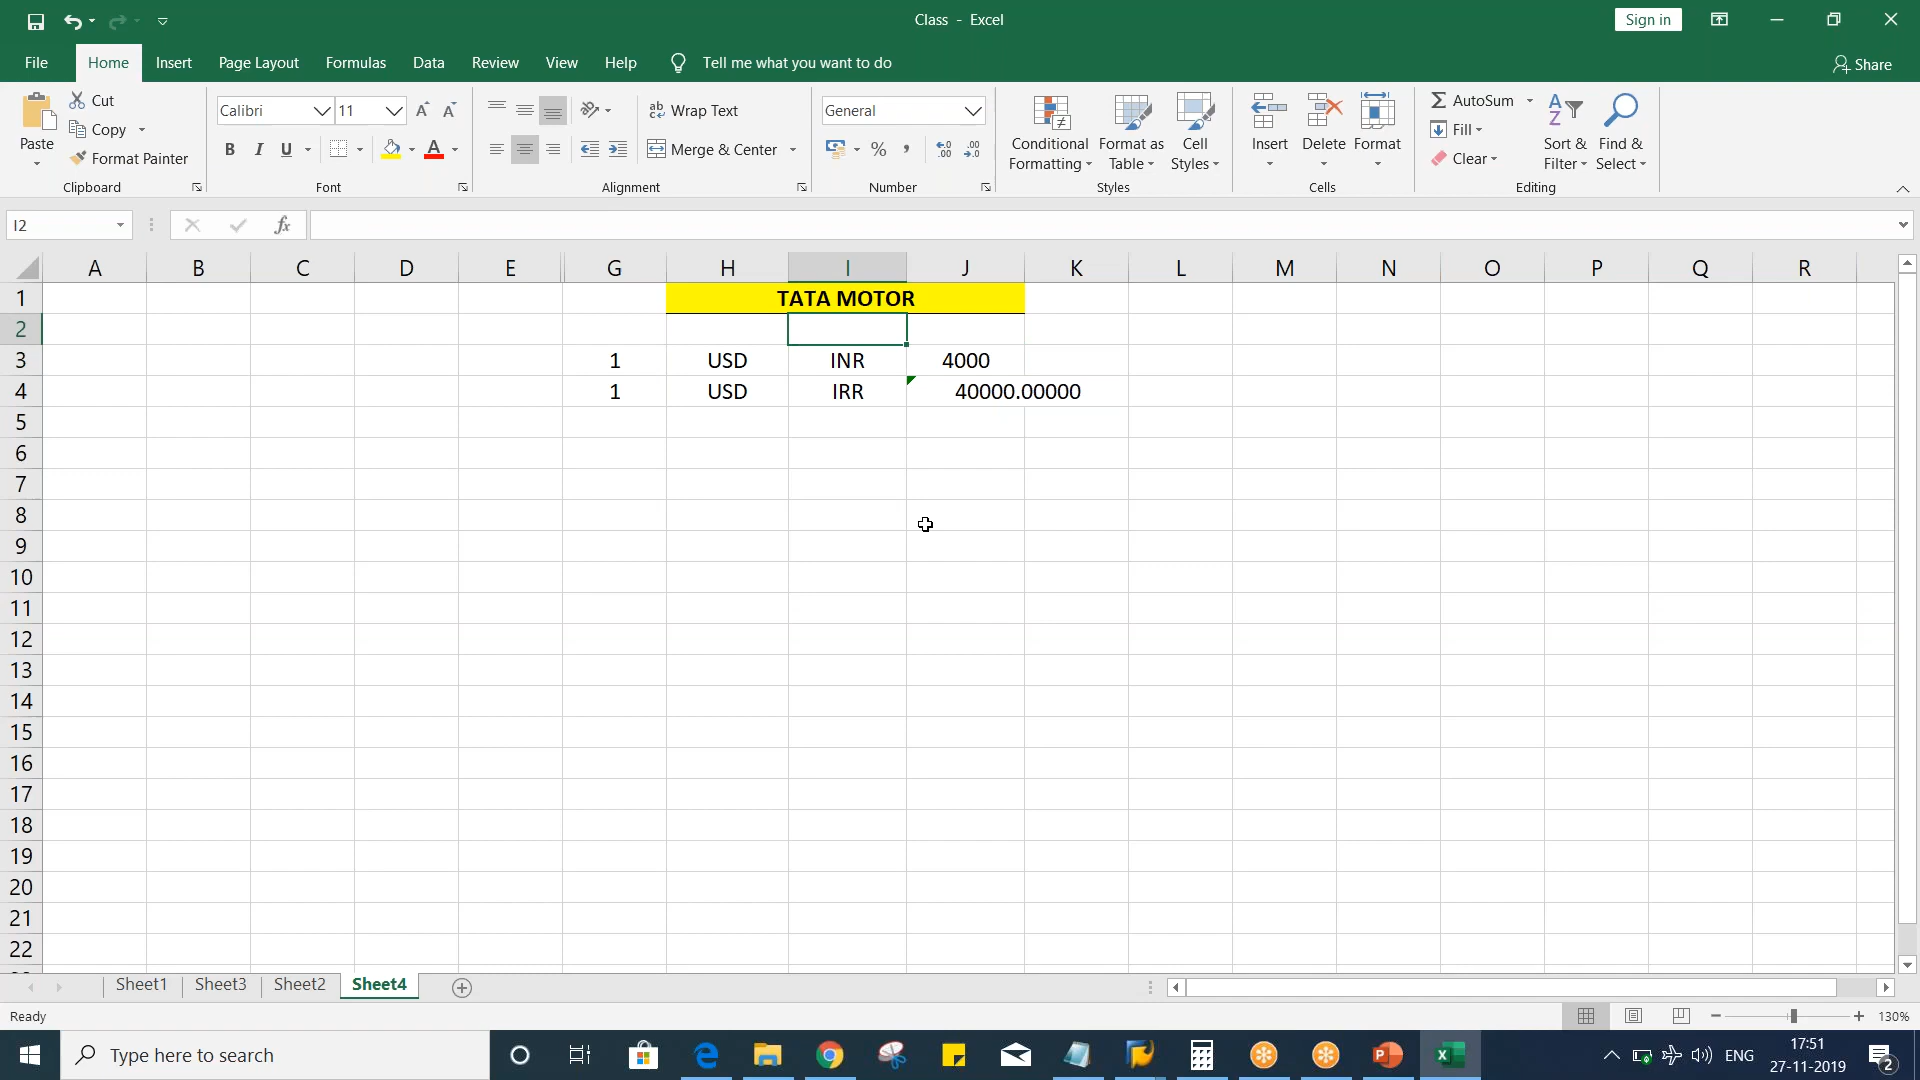 Class - Excel
Sign in
File Home Insert Page Layout Formulas Data Review View Help Tell me what you want to do Share
Paste
Cut
Copy
Format Painter
Clipboard
Calibri 11
B I U
Font
Wrap Text
Merge & Center
Alignment
General
Number
Conditional Formatting
Format as Table
Cell Styles
Styles
Insert Delete Format
Cells
AutoSum
Fill
Clear
Sort & Filter
Find & Select
Editing
I2
fx
A B C D E G H I J K L M N O P Q R
1 TATA MOTOR
2
3 1 USD INR 4000
4 1 USD IRR 40000.00000
5
6
7
8
9
10
11
12
13
14
15
16
17
18
19
20
21
22
Sheet1 Sheet3 Sheet2 Sheet4
Ready
130%
Type here to search
ENG
17:51
27-11-2019
2